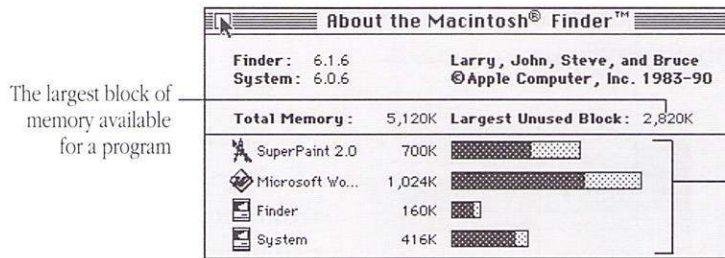 About the Macintosh® Finder™
Finder: 6.1.6 Larry, John, Steve, and Bruce
System: 6.0.6 ©Apple Computer, Inc. 1983-90
The largest block of
memory available
for a program
Total Memory: 5,120K Largest Unused Block: 2,820K
SuperPaint 2.0 700K
Microsoft Wo... 1,024K
Finder 160K
System 416K